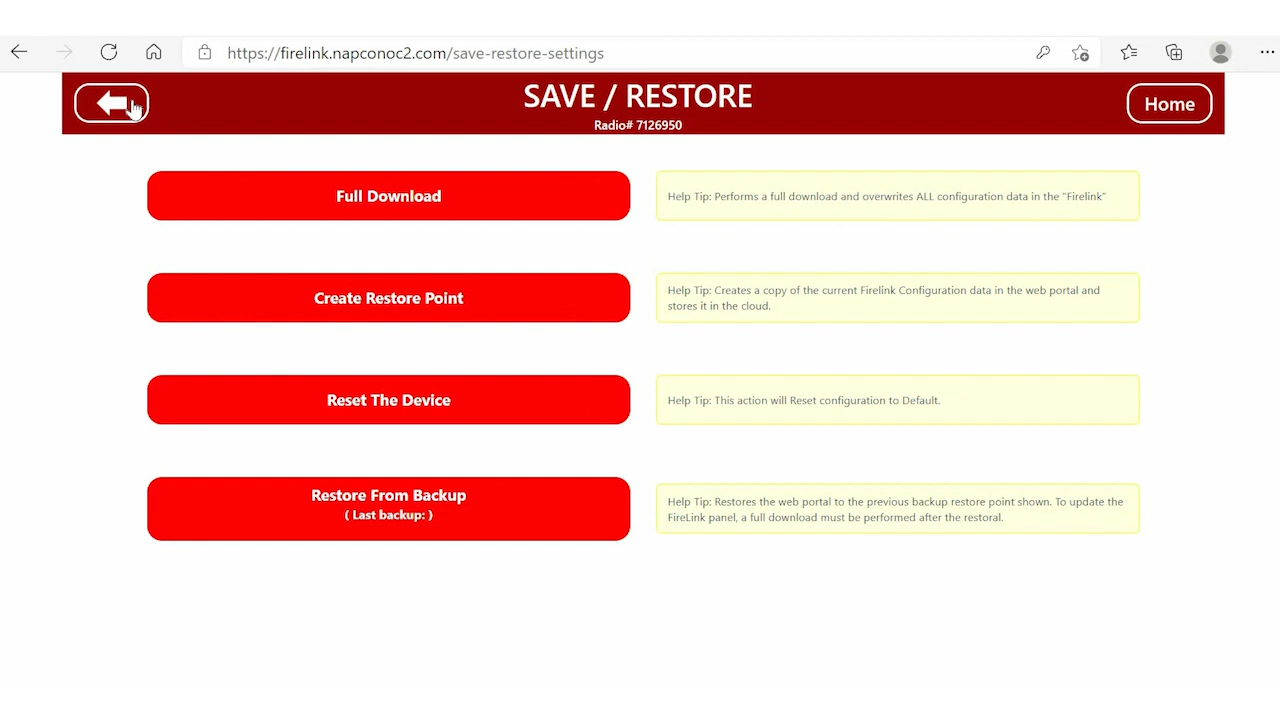 https://firelink.napconoc2.com/save-restore-settings
SAVE / RESTORE
Radio# 7126950
Home
Full Download
Help Tip: Performs a full download and overwrites ALL configuration data in the "Firelink"
Create Restore Point
Help Tip: Creates a copy of the current Firelink Configuration data in the web portal and
stores it in the cloud.
Reset The Device
Help Tip: This action will Reset configuration to Default.
Restore From Backup
( Last backup: )
Help Tip: Restores the web portal to the previous backup restore point shown. To update the
FireLink panel, a full download must be performed after the restoral.